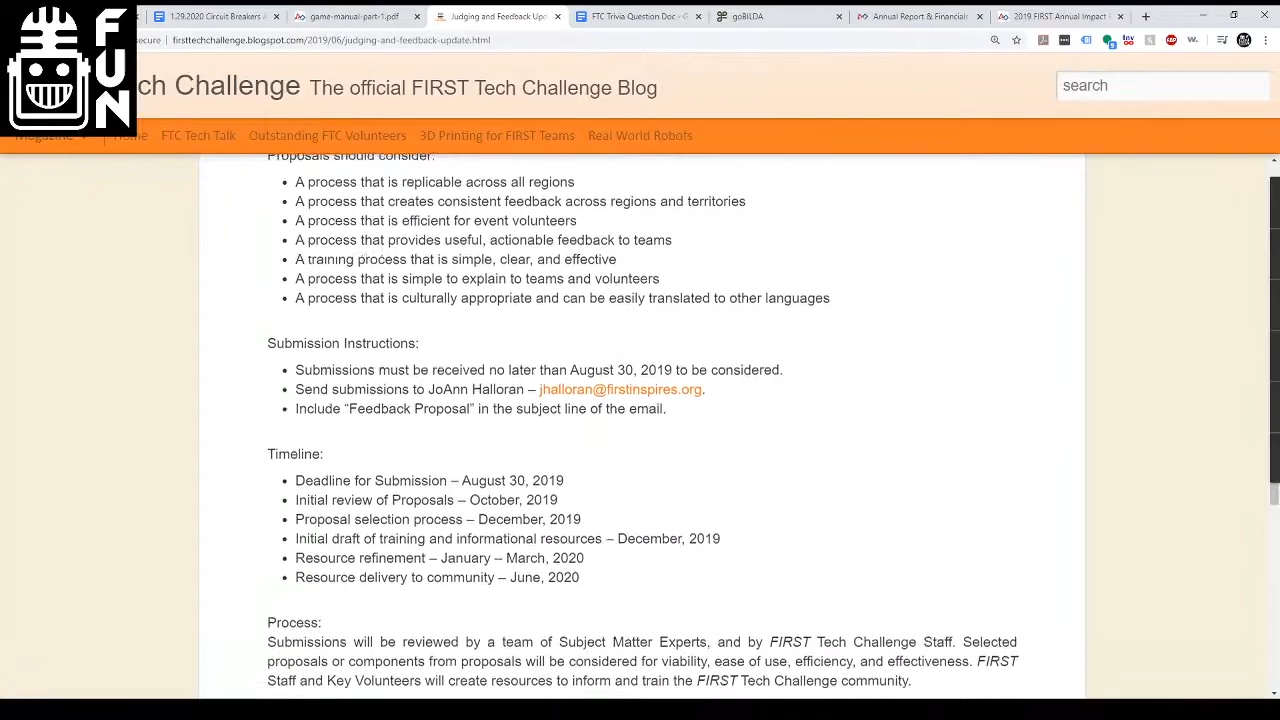 1.29.2020 Circuit Breakers
game-manual-part-1.pdf
Judging and Feedback Up
FTC Trivia Question Doc - G
goBILDA
Annual Report & Financials
2019 FIRST Annual Impact
FUN
firsttechchallenge.blogspot.com/2019/06/judging-and-feedback-update.html
ch Challenge The official FIRST Tech Challenge Blog
search
Magazine Home FTC Tech Talk Outstanding FTC Volunteers 3D Printing for FIRST Teams Real World Robots
Proposals should consider:
• A process that is replicable across all regions
• A process that creates consistent feedback across regions and territories
• A process that is efficient for event volunteers
• A process that provides useful, actionable feedback to teams
• A training process that is simple, clear, and effective
• A process that is simple to explain to teams and volunteers
• A process that is culturally appropriate and can be easily translated to other languages
Submission Instructions:
• Submissions must be received no later than August 30, 2019 to be considered.
• Send submissions to JoAnn Halloran – jhalloran@firstinspires.org.
• Include “Feedback Proposal” in the subject line of the email.
Timeline:
• Deadline for Submission – August 30, 2019
• Initial review of Proposals – October, 2019
• Proposal selection process – December, 2019
• Initial draft of training and informational resources – December, 2019
• Resource refinement – January – March, 2020
• Resource delivery to community – June, 2020
Process:
Submissions will be reviewed by a team of Subject Matter Experts, and by FIRST Tech Challenge Staff. Selected
proposals or components from proposals will be considered for viability, ease of use, efficiency, and effectiveness. FIRST
Staff and Key Volunteers will create resources to inform and train the FIRST Tech Challenge community.